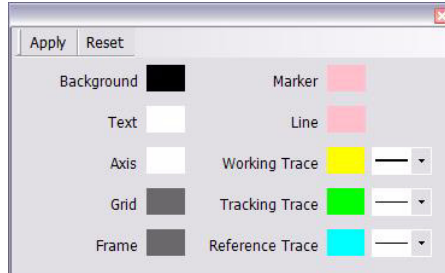 Apply Reset
Background Marker
Text Line
Axis Working Trace
Grid Tracking Trace
Frame Reference Trace